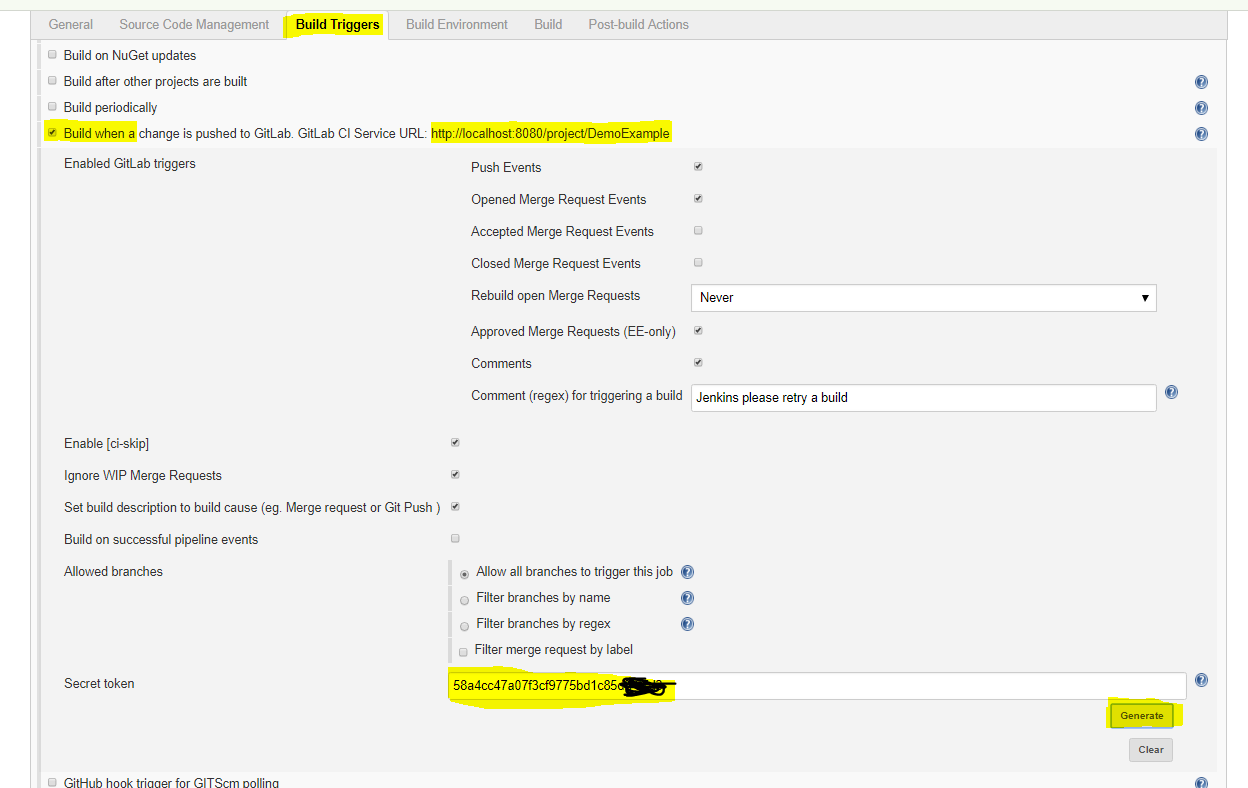 General Source Code Management Build Triggers Build Environment Build Post-build Actions
Build on NuGet updates
Build after other projects are built
Build periodically
Build when a change is pushed to GitLab. GitLab CI Service URL: http://localhost:8080/project/DemoExample
Enabled GitLab triggers
Push Events
Opened Merge Request Events
Accepted Merge Request Events
Closed Merge Request Events
Rebuild open Merge Requests Never
Approved Merge Requests (EE-only)
Comments
Comment (regex) for triggering a build Jenkins please retry a build
Enable [ci-skip]
Ignore WIP Merge Requests
Set build description to build cause (eg. Merge request or Git Push )
Build on successful pipeline events
Allowed branches
Allow all branches to trigger this job
Filter branches by name
Filter branches by regex
Filter merge request by label
Secret token 58a4cc47a07f3cf9775bd1c85
Generate
Clear
GitHub hook trigger for GITScm polling